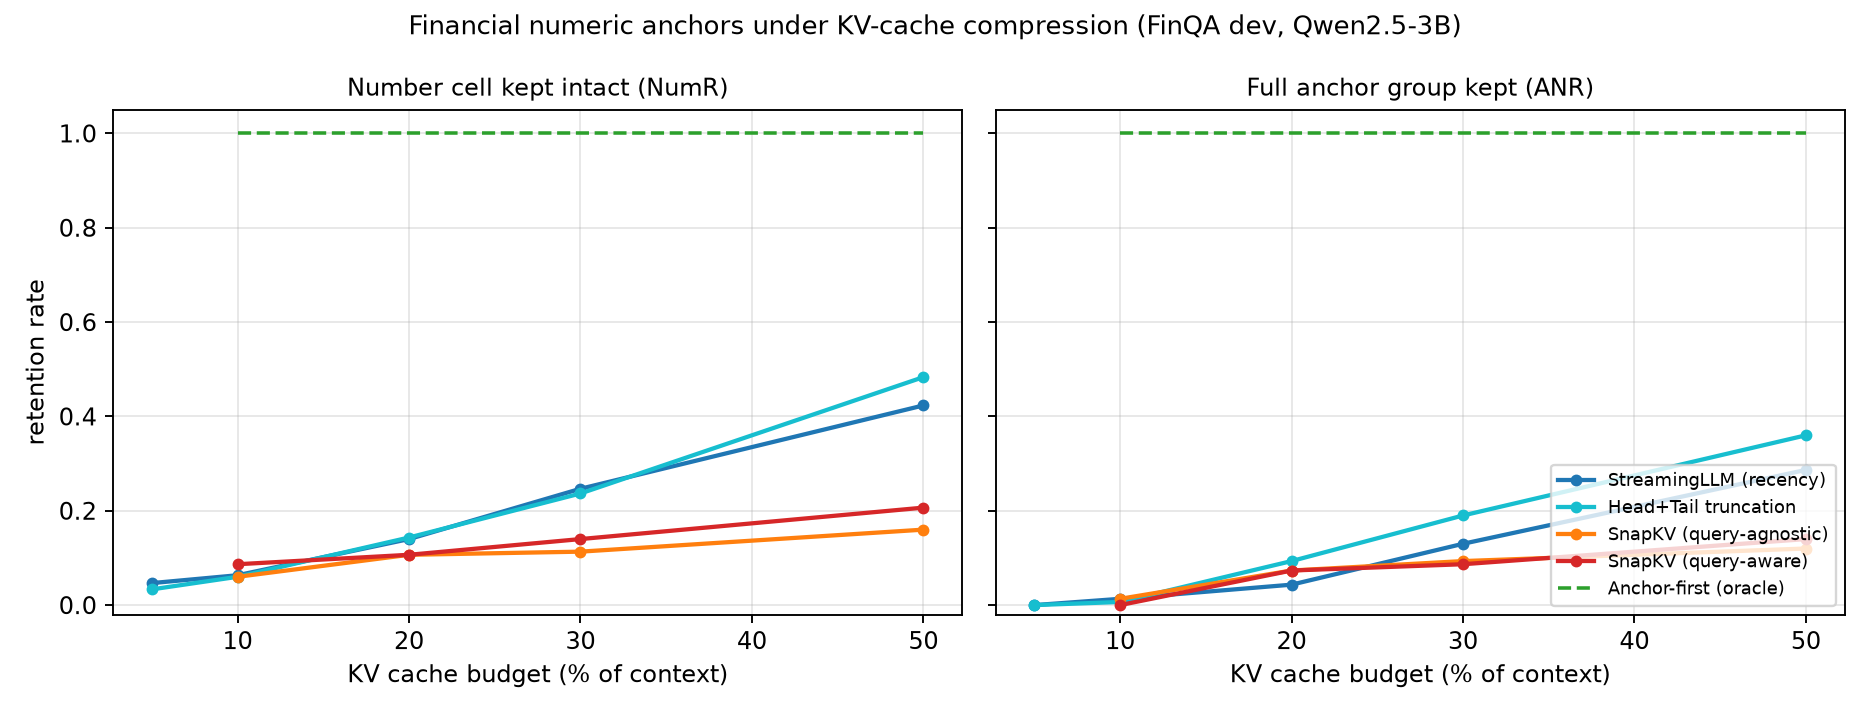 Financial numeric anchors under KV-cache compression (FinQA dev, Qwen2.5-3B)
Number cell kept intact (NumR)
1.0
0.8
0.6
0.4
0.2
0.0
retention rate
10 20 30 40 50
KV cache budget (% of context)
Full anchor group kept (ANR)
StreamingLLM (recency)
Head+Tail truncation
SnapKV (query-agnostic)
SnapKV (query-aware)
Anchor-first (oracle)
10 20 30 40 50
KV cache budget (% of context)